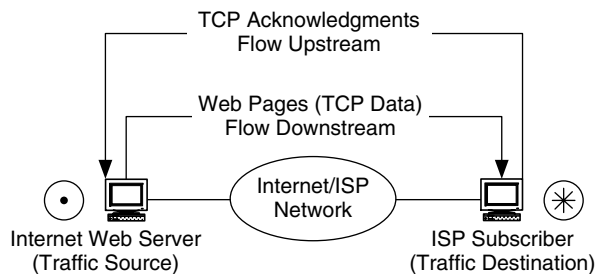 TCP Acknowledgments
Flow Upstream
Web Pages (TCP Data)
Flow Downstream
Internet/ISP
Network
Internet Web Server
(Traffic Source)
ISP Subscriber
(Traffic Destination)